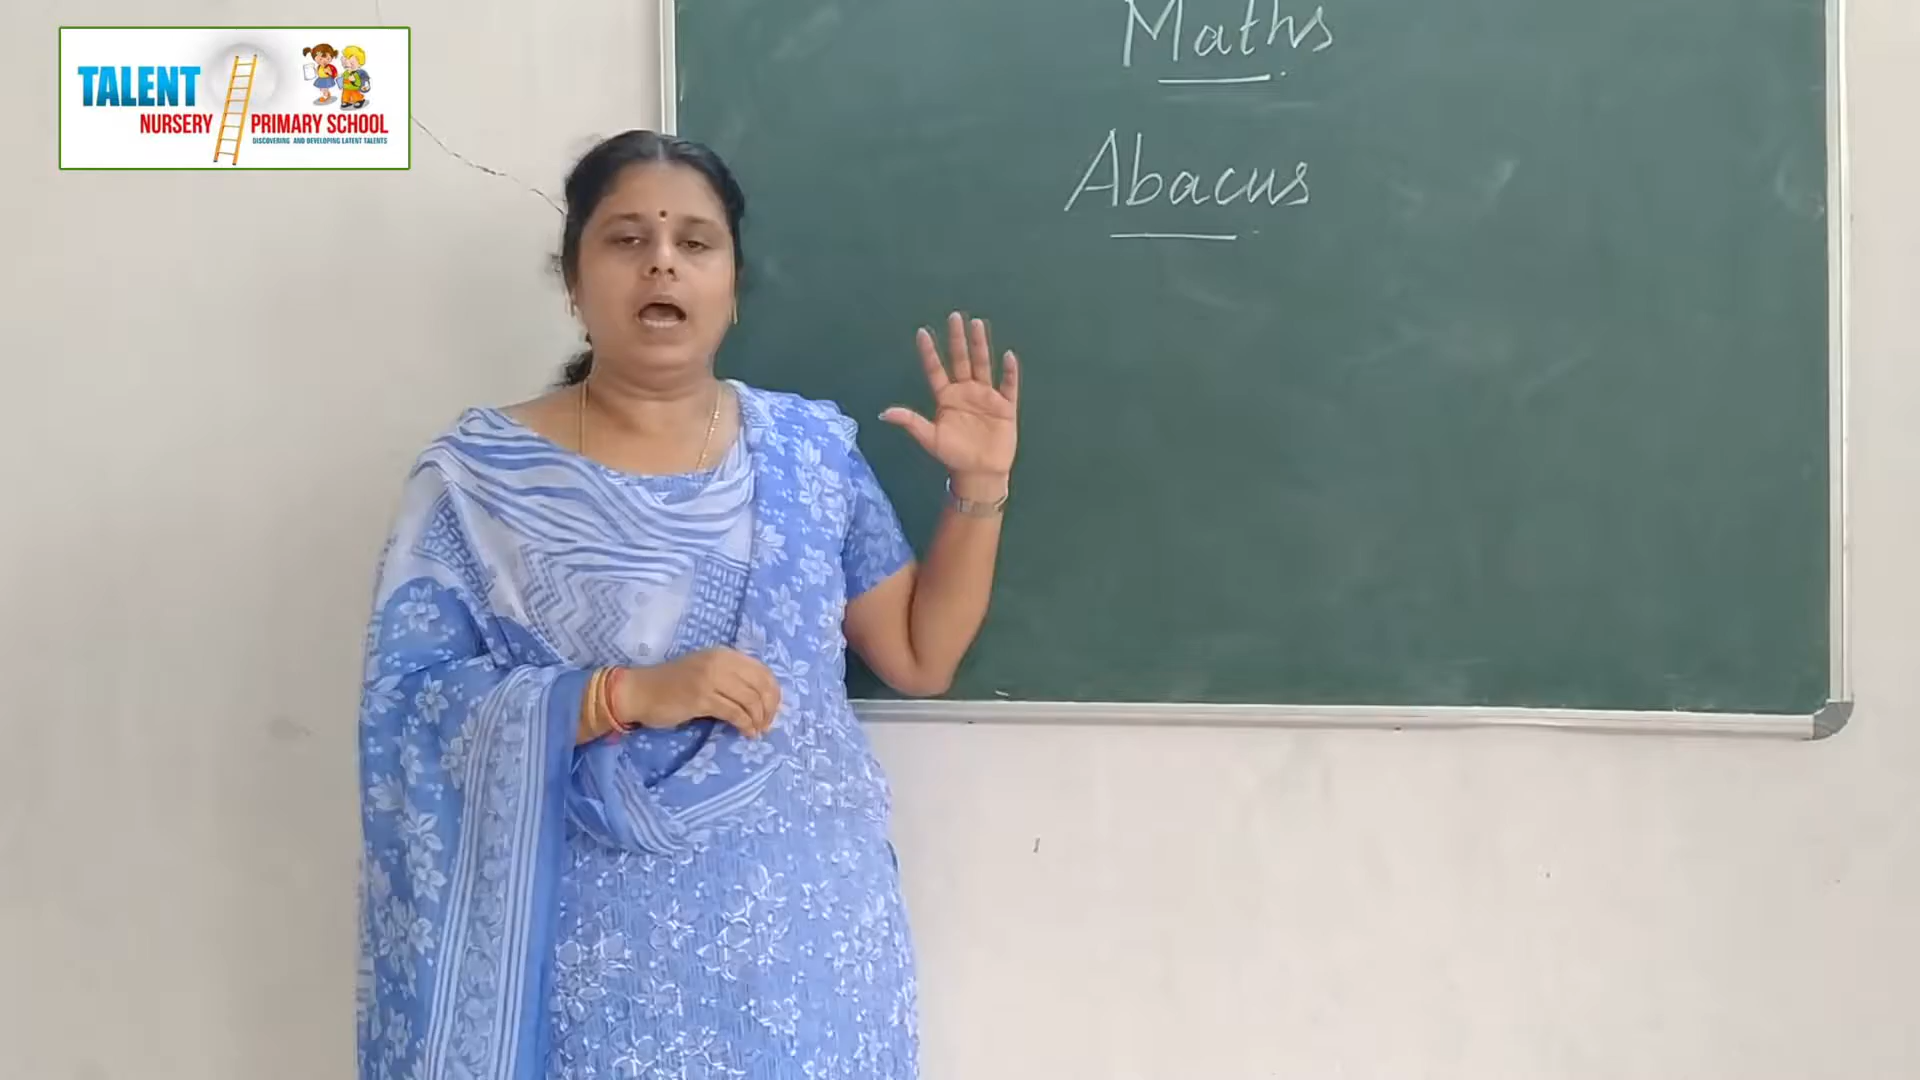 TALENT
NURSERY PRIMARY SCHOOL
DISCOVERING AND DEVELOPING LATENT TALENTS
Maths
Abacus